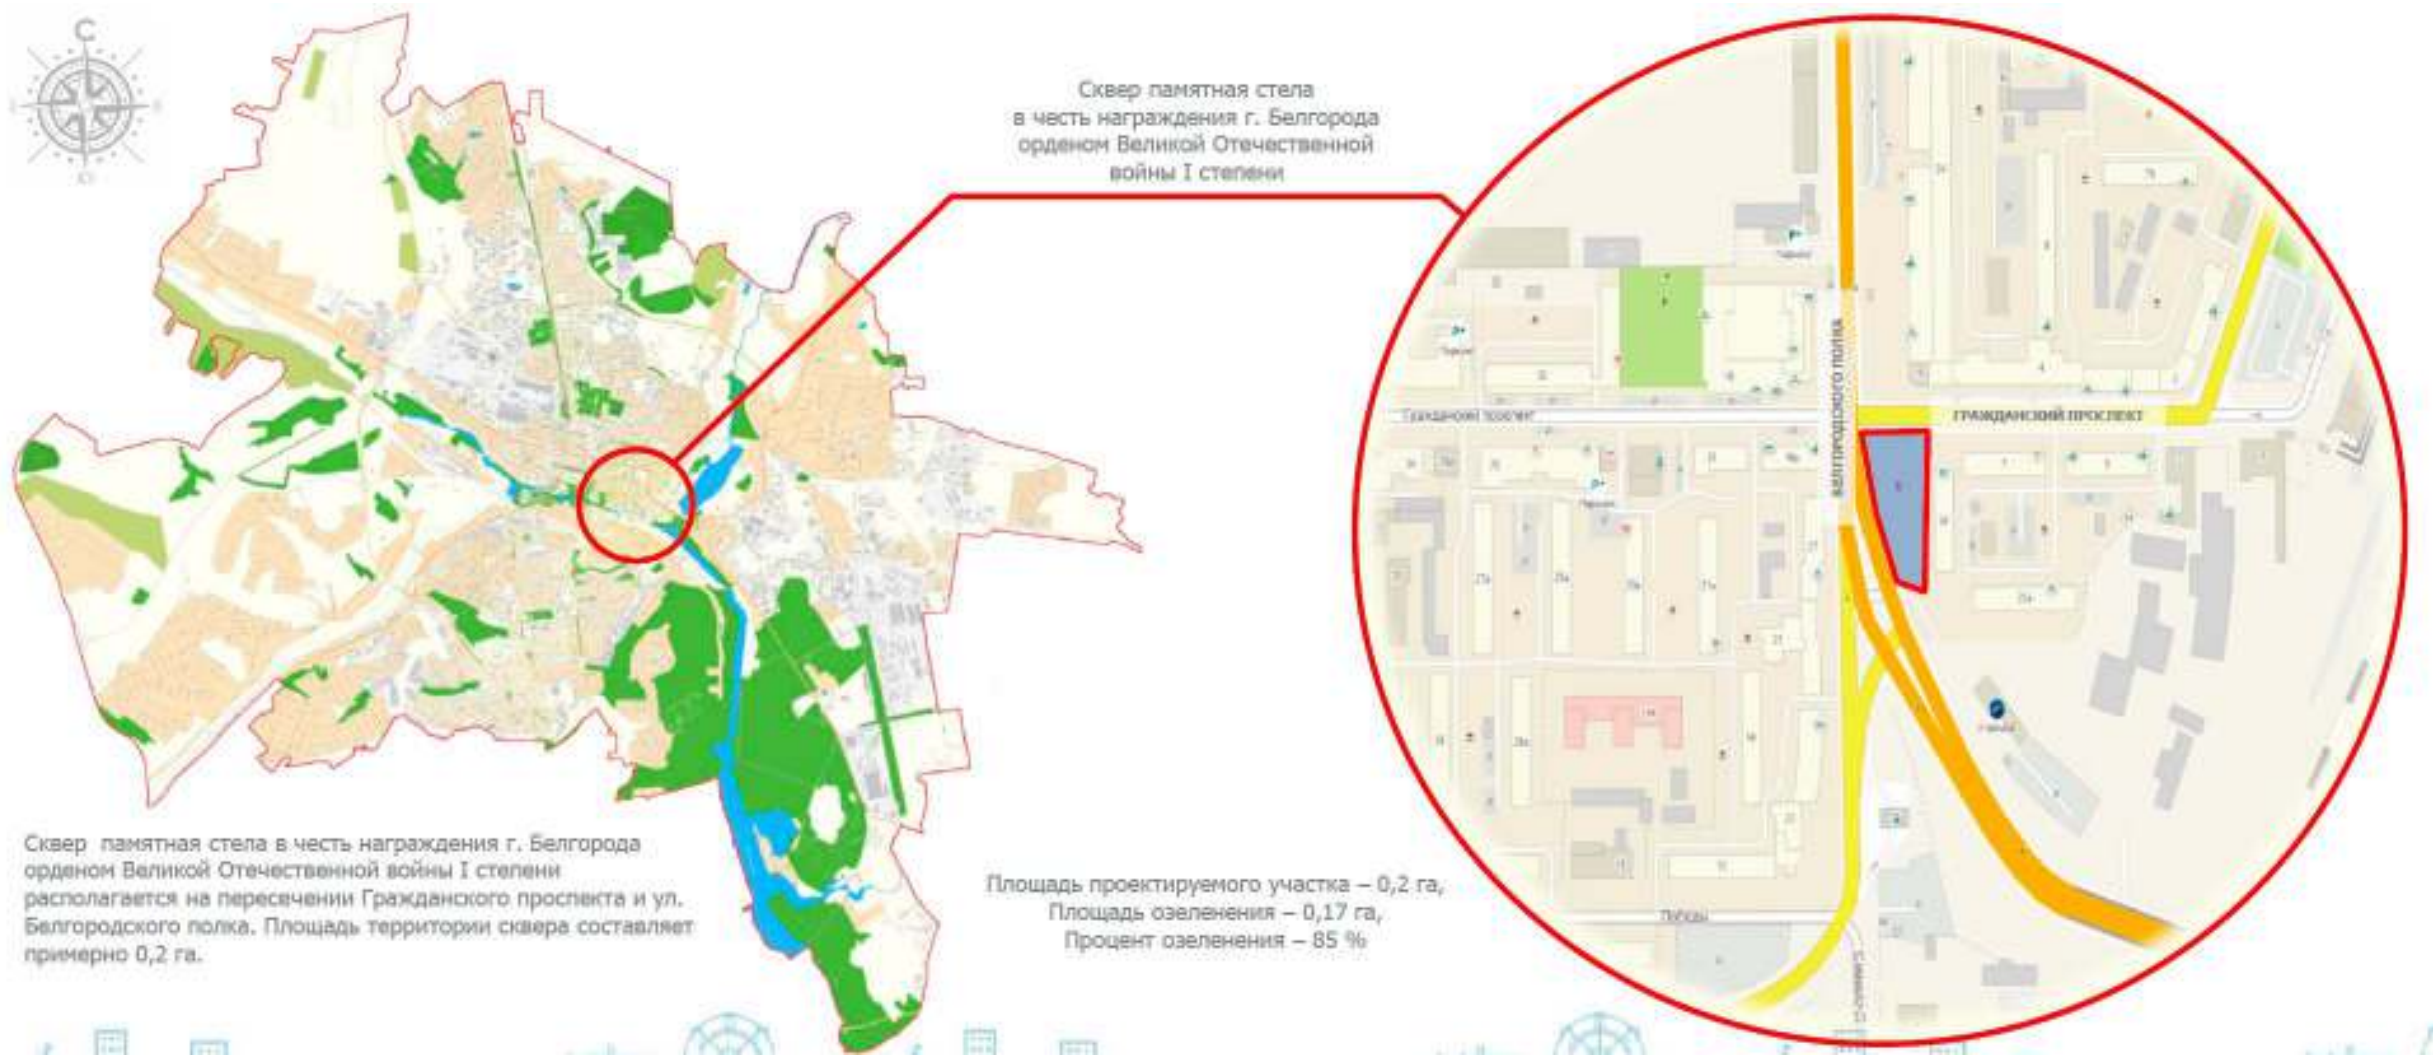 С
Сквер памятная стела
в честь награждения г. Белгорода
орденом Великой Отечественной
войны I степени
БЕЛГОРОДСКОГО ПОЛКА
Гражданский проспект
ГРАЖДАНСКИЙ ПРОСПЕКТ
Победы
Сквер памятная стела в честь награждения г. Белгорода
орденом Великой Отечественной войны I степени
располагается на пересечении Гражданского проспекта и ул.
Белгородского полка. Площадь территории сквера составляет
примерно 0,2 га.
Площадь проектируемого участка – 0,2 га,
Площадь озеленения – 0,17 га,
Процент озеленения – 85 %